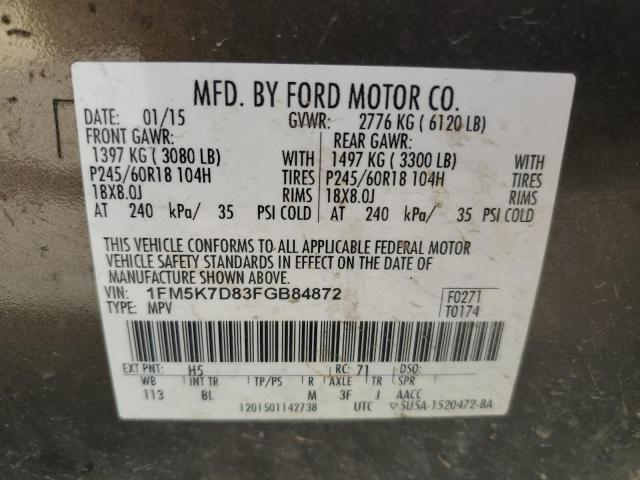 MFD. BY FORD MOTOR CO.
DATE: 01/15 GVWR: 2776 KG ( 6120 LB)
FRONT GAWR: REAR GAWR:
1397 KG ( 3080 LB) WITH 1497 KG ( 3300 LB) WITH
P245/60R18 104H TIRES P245/60R18 104H TIRES
18X8.0J RIMS 18X8.0J RIMS
AT 240 kPa/ 35 PSI COLD AT 240 kPa/ 35 PSI COLD
THIS VEHICLE CONFORMS TO ALL APPLICABLE FEDERAL MOTOR
VEHICLE SAFETY STANDARDS IN EFFECT ON THE DATE OF
MANUFACTURE SHOWN ABOVE.
VIN: 1FM5K7D83FGB84872 F0271
TYPE: MPV T0174
EXT PNT: H5 RC: 71 DSO:
WB INT TR TP/PS R AXLE TR SPR
113 BL M 3F J AACC
1201501142738 UTC 5U5A-1520472-BA